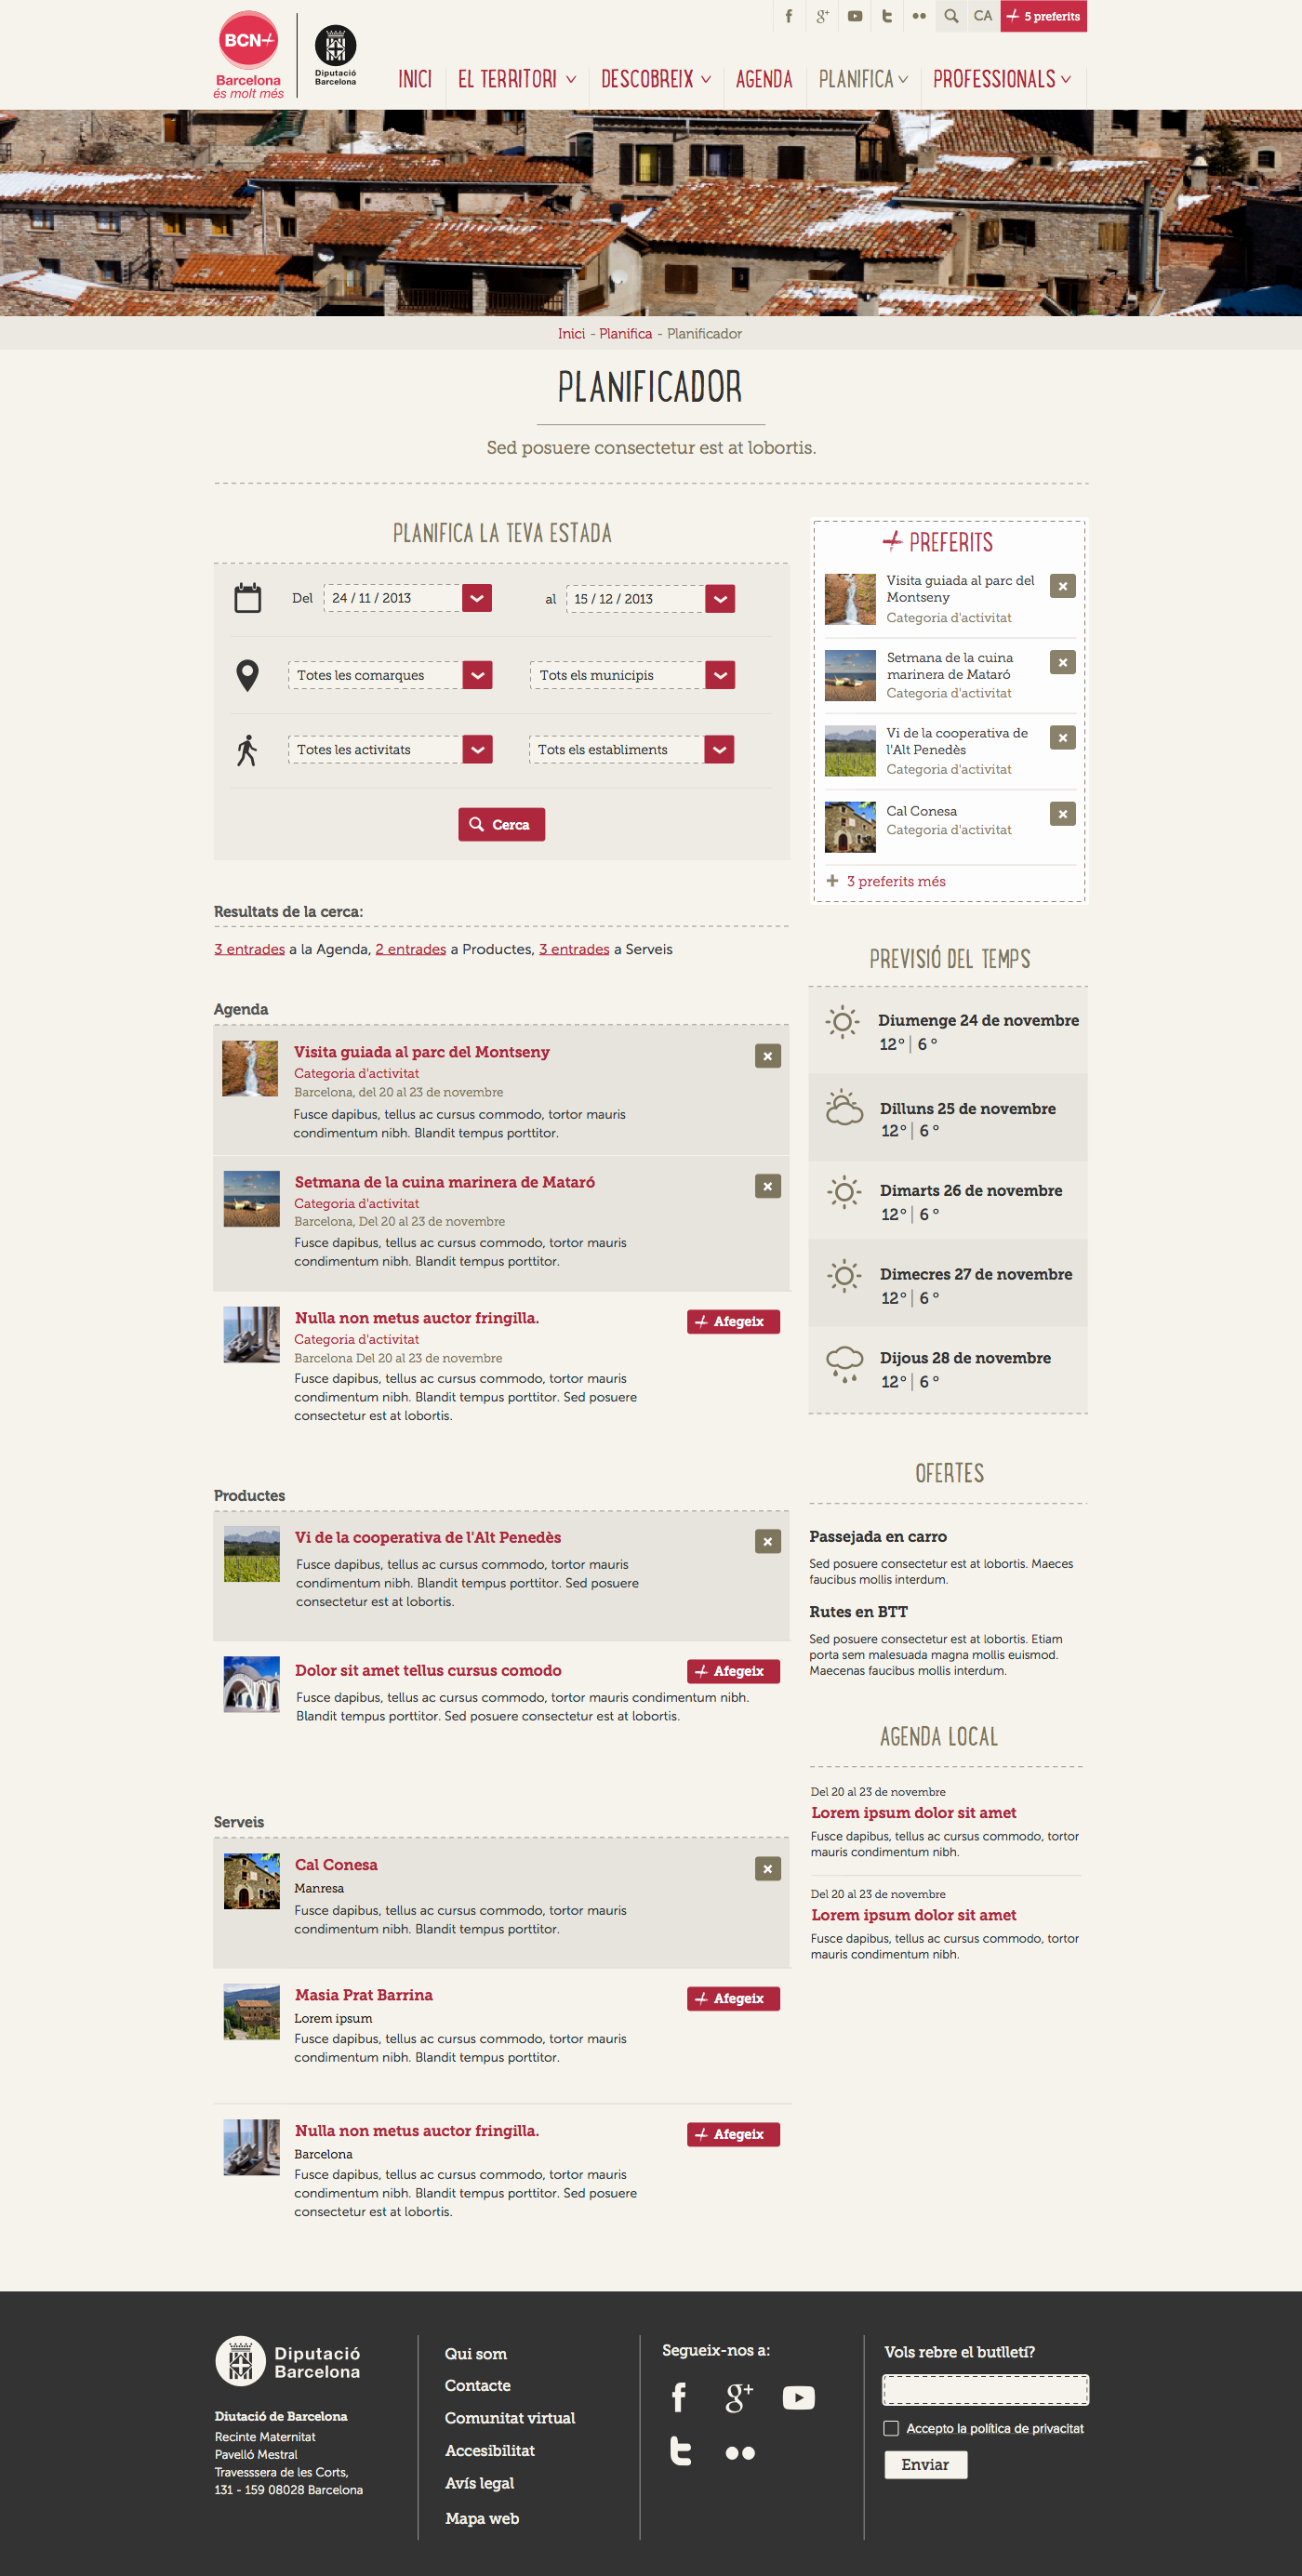 BCN+
Barcelona
és molt més
Diputació
Barcelona
CA
5 preferits
INICI
EL TERRITORI
DESCOBREIX
AGENDA
PLANIFICA
PROFESSIONALS
Inici - Planifica - Planificador
PLANIFICADOR
Sed posuere consectetur est at lobortis.
PLANIFICA LA TEVA ESTADA
Del 24 / 11 / 2013
al 15 / 12 / 2013
Totes les comarques
Tots els municipis
Totes les activitats
Tots els establiments
Cerca
Resultats de la cerca:
3 entrades a la Agenda, 2 entrades a Productes, 3 entrades a Serveis
Agenda
Visita guiada al parc del Montseny
Categoria d'activitat
Barcelona, del 20 al 23 de novembre
Fusce dapibus, tellus ac cursus commodo, tortor mauris
condimentum nibh. Blandit tempus porttitor.
Setmana de la cuina marinera de Mataró
Categoria d'activitat
Barcelona, Del 20 al 23 de novembre
Fusce dapibus, tellus ac cursus commodo, tortor mauris
condimentum nibh. Blandit tempus porttitor.
Nulla non metus auctor fringilla.
Afegeix
Categoria d'activitat
Barcelona Del 20 al 23 de novembre
Fusce dapibus, tellus ac cursus commodo, tortor mauris
condimentum nibh. Blandit tempus porttitor. Sed posuere
consectetur est at lobortis.
Productes
Vi de la cooperativa de l'Alt Penedès
Fusce dapibus, tellus ac cursus commodo, tortor mauris
condimentum nibh. Blandit tempus porttitor. Sed posuere
consectetur est at lobortis.
Dolor sit amet tellus cursus comodo
Afegeix
Fusce dapibus, tellus ac cursus commodo, tortor mauris condimentum nibh.
Blandit tempus porttitor. Sed posuere consectetur est at lobortis.
Serveis
Cal Conesa
Manresa
Fusce dapibus, tellus ac cursus commodo, tortor mauris
condimentum nibh. Blandit tempus porttitor.
Masia Prat Barrina
Afegeix
Lorem ipsum
Fusce dapibus, tellus ac cursus commodo, tortor mauris
condimentum nibh. Blandit tempus porttitor.
Nulla non metus auctor fringilla.
Afegeix
Barcelona
Fusce dapibus, tellus ac cursus commodo, tortor mauris
condimentum nibh. Blandit tempus porttitor. Sed posuere
consectetur est at lobortis.
PREFERITS
Visita guiada al parc del
Montseny
Categoria d'activitat
Setmana de la cuina
marinera de Mataró
Categoria d'activitat
Vi de la cooperativa de
l'Alt Penedès
Categoria d'activitat
Cal Conesa
Categoria d'activitat
3 preferits més
PREVISIÓ DEL TEMPS
Diumenge 24 de novembre
12° | 6 °
Dilluns 25 de novembre
12° | 6 °
Dimarts 26 de novembre
12° | 6 °
Dimecres 27 de novembre
12° | 6 °
Dijous 28 de novembre
12° | 6 °
OFERTES
Passejada en carro
Sed posuere consectetur est at lobortis. Maeces
faucibus mollis interdum.
Rutes en BTT
Sed posuere consectetur est at lobortis. Etiam
porta sem malesuada magna mollis euismod.
Maecenas faucibus mollis interdum.
AGENDA LOCAL
Del 20 al 23 de novembre
Lorem ipsum dolor sit amet
Fusce dapibus, tellus ac cursus commodo, tortor
mauris condimentum nibh.
Del 20 al 23 de novembre
Lorem ipsum dolor sit amet
Fusce dapibus, tellus ac cursus commodo, tortor
mauris condimentum nibh.
Diputació
Barcelona
Diutació de Barcelona
Recinte Maternitat
Pavelló Mestral
Travesssera de les Corts,
131 - 159 08028 Barcelona
Qui som
Contacte
Comunitat virtual
Accesibilitat
Avís legal
Mapa web
Segueix-nos a:
Vols rebre el butlletí?
Accepto la política de privacitat
Enviar